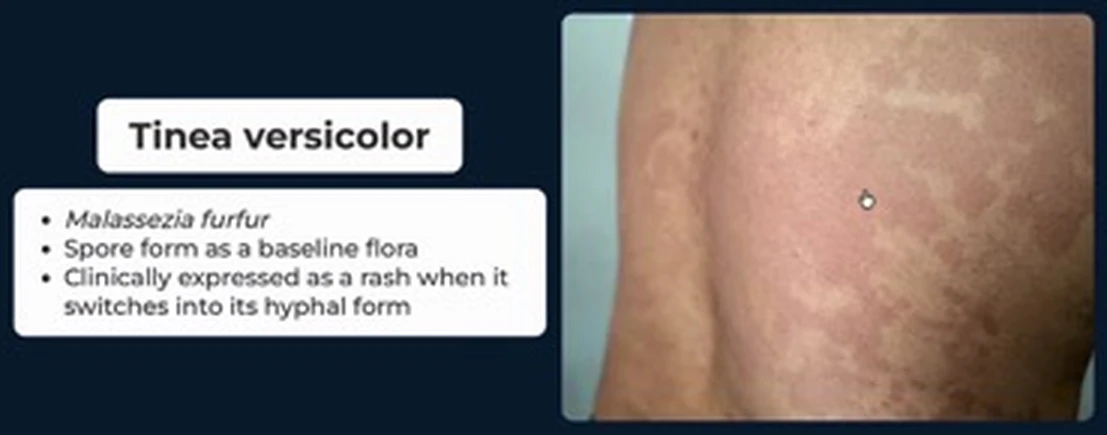 Tinea versicolor
• Malassezia furfur
• Spore form as a baseline flora
• Clinically expressed as a rash when it
switches into its hyphal form